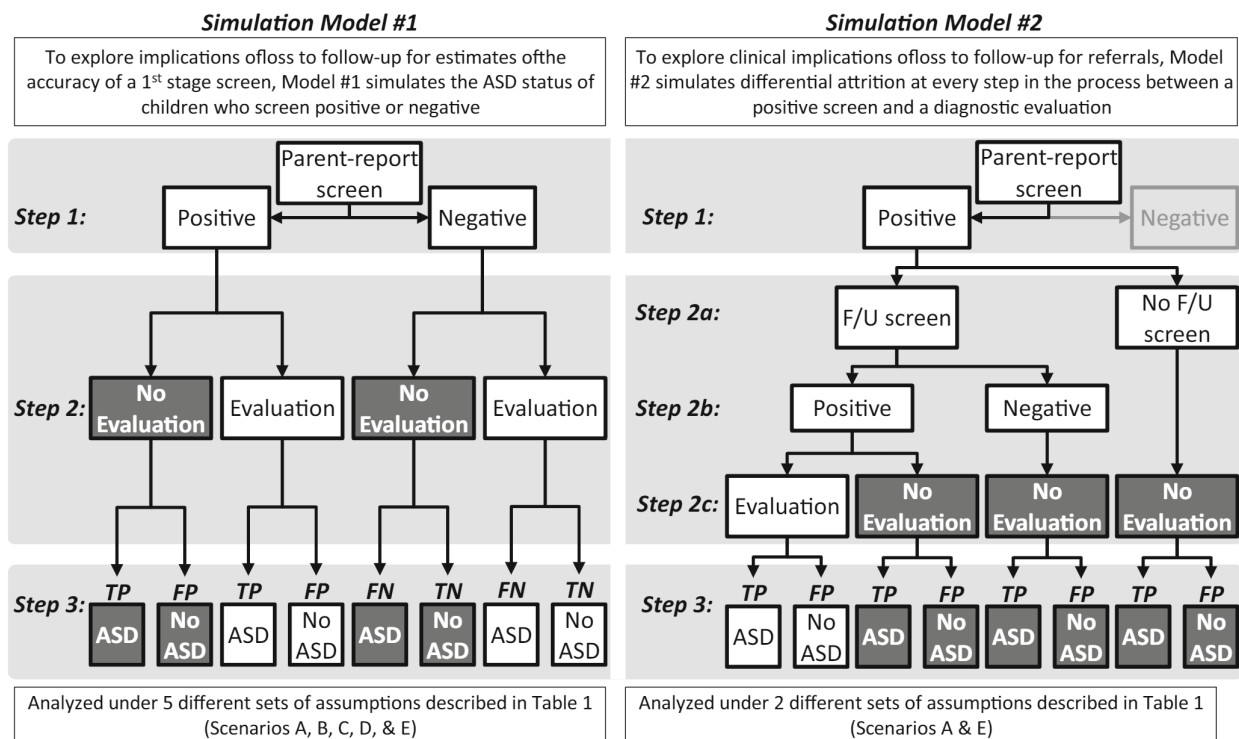 Simulation Model #1
To explore implications ofloss to follow-up for estimates ofthe
accuracy of a 1st stage screen, Model #1 simulates the ASD status of
children who screen positive or negative
Parent-report
screen
Step 1:
Positive
Negative
Step 2:
No
Evaluation
Evaluation
No
Evaluation
Evaluation
TP FP TP FP FN TN FN TN
Step 3:
ASD
No
ASD
ASD
No
ASD
ASD
No
ASD
ASD
No
ASD
Analyzed under 5 different sets of assumptions described in Table 1
(Scenarios A, B, C, D, & E)
Simulation Model #2
To explore clinical implications ofloss to follow-up for referrals, Model
#2 simulates differential attrition at every step in the process between a
positive screen and a diagnostic evaluation
Parent-report
screen
Step 1:
Positive
Negative
Step 2a:
F/U screen
No F/U
screen
Step 2b:
Positive
Negative
Step 2c:
Evaluation
No
Evaluation
No
Evaluation
No
Evaluation
TP FP TP FP TP FP TP FP
Step 3:
ASD
No
ASD
ASD
No
ASD
ASD
No
ASD
ASD
No
ASD
Analyzed under 2 different sets of assumptions described in Table 1
(Scenarios A & E)